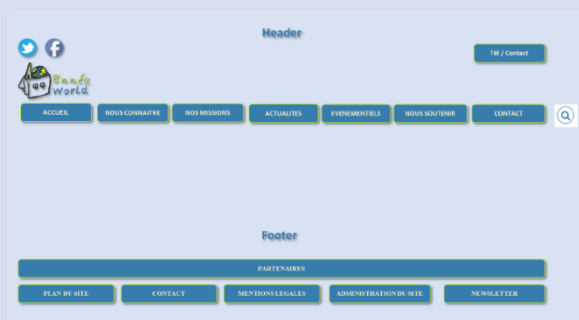 Header
Tél / Contact
Ennéa
World
ACCUEIL NOUS CONNAITRE NOS MISSIONS ACTUALITES EVENEMENTIELS NOUS SOUTENIR CONTACT
Footer
PARTENAIRES
PLAN DU SITE CONTACT MENTIONS LEGALES ADMINISTRATION DU SITE NEWSLETTER